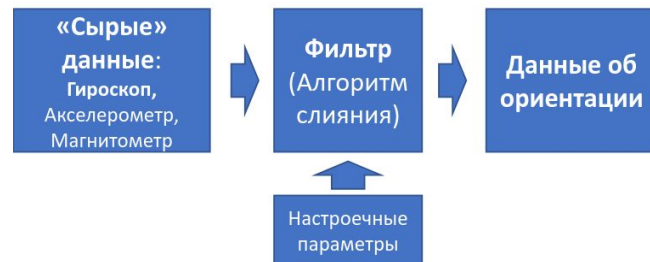 «Сырые»
данные:
Гироскоп,
Акселерометр,
Магнитометр
Фильтр
(Алгоритм
слияния)
Данные об
ориентации
Настроечные
параметры